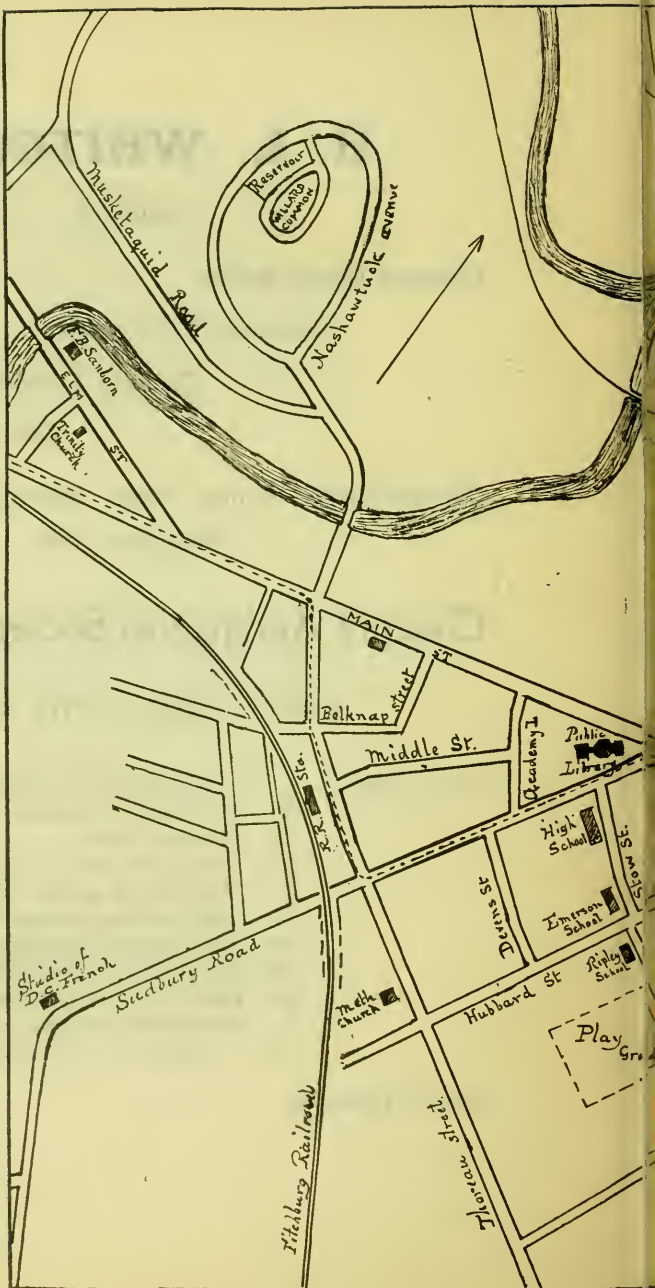 Musketaquid Road
RESERVOIR
WILLARD
COMMON
Nashawtuck avenue
F. B Sanborn
ELM ST
Trinity
Church.
MAIN ST
Belknap Street
Middle St.
Academy L
Public
Library
R.R. Sta.
High
School
Stow St.
Devens St
Emerson
School
Ripley
School
Studio of
D. C. French
Sudbury Road
Meth
Church
Hubbard St
Play
Gro
Fitchburg Railroad
Thoreau Street